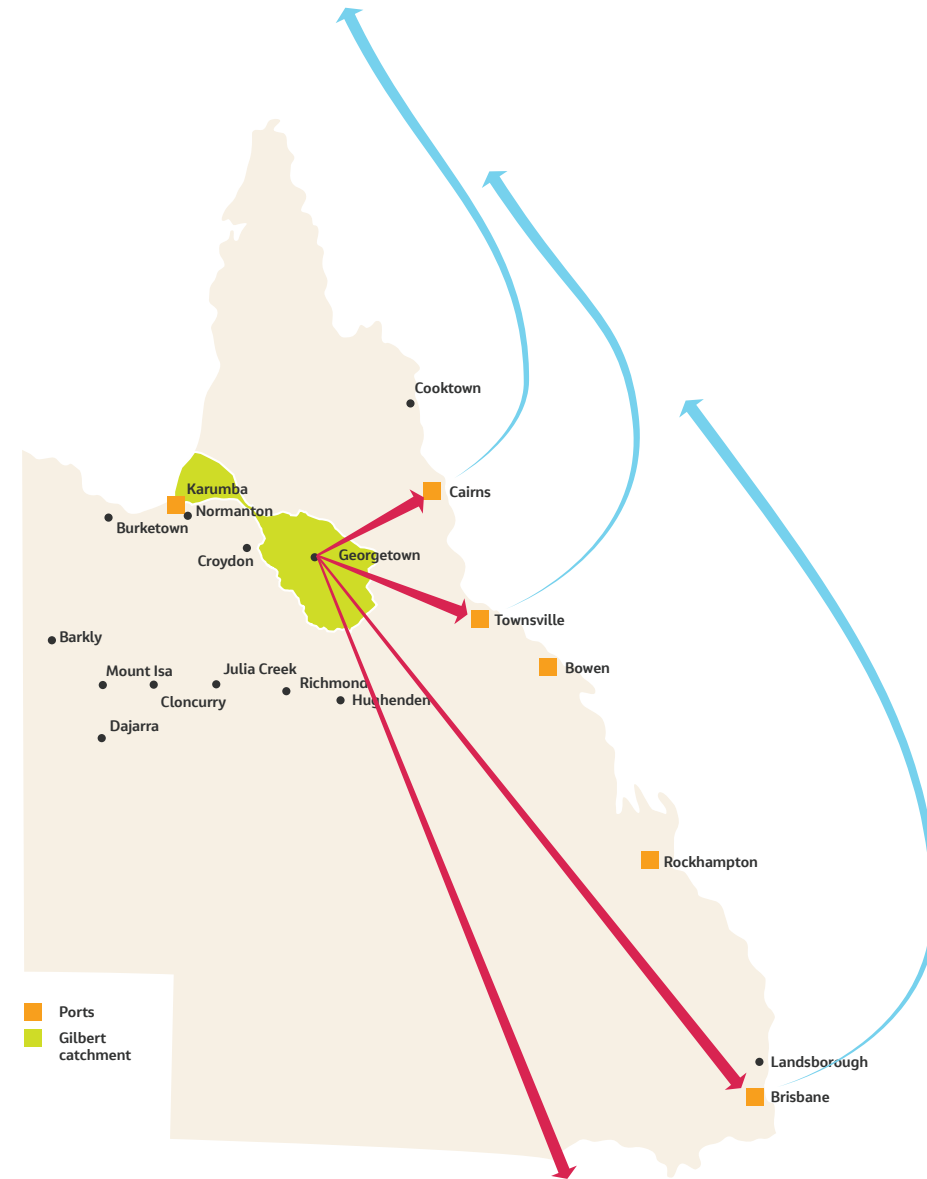 Cooktown
Karumba
Cairns
Normanton
Burketown
Croydon
Georgetown
Townsville
Barkly
Mount Isa
Julia Creek
Bowen
Richmond
Cloncurry
Hughenden
Dajarra
Rockhampton
Ports
Gilbert
catchment
Landsborough
Brisbane